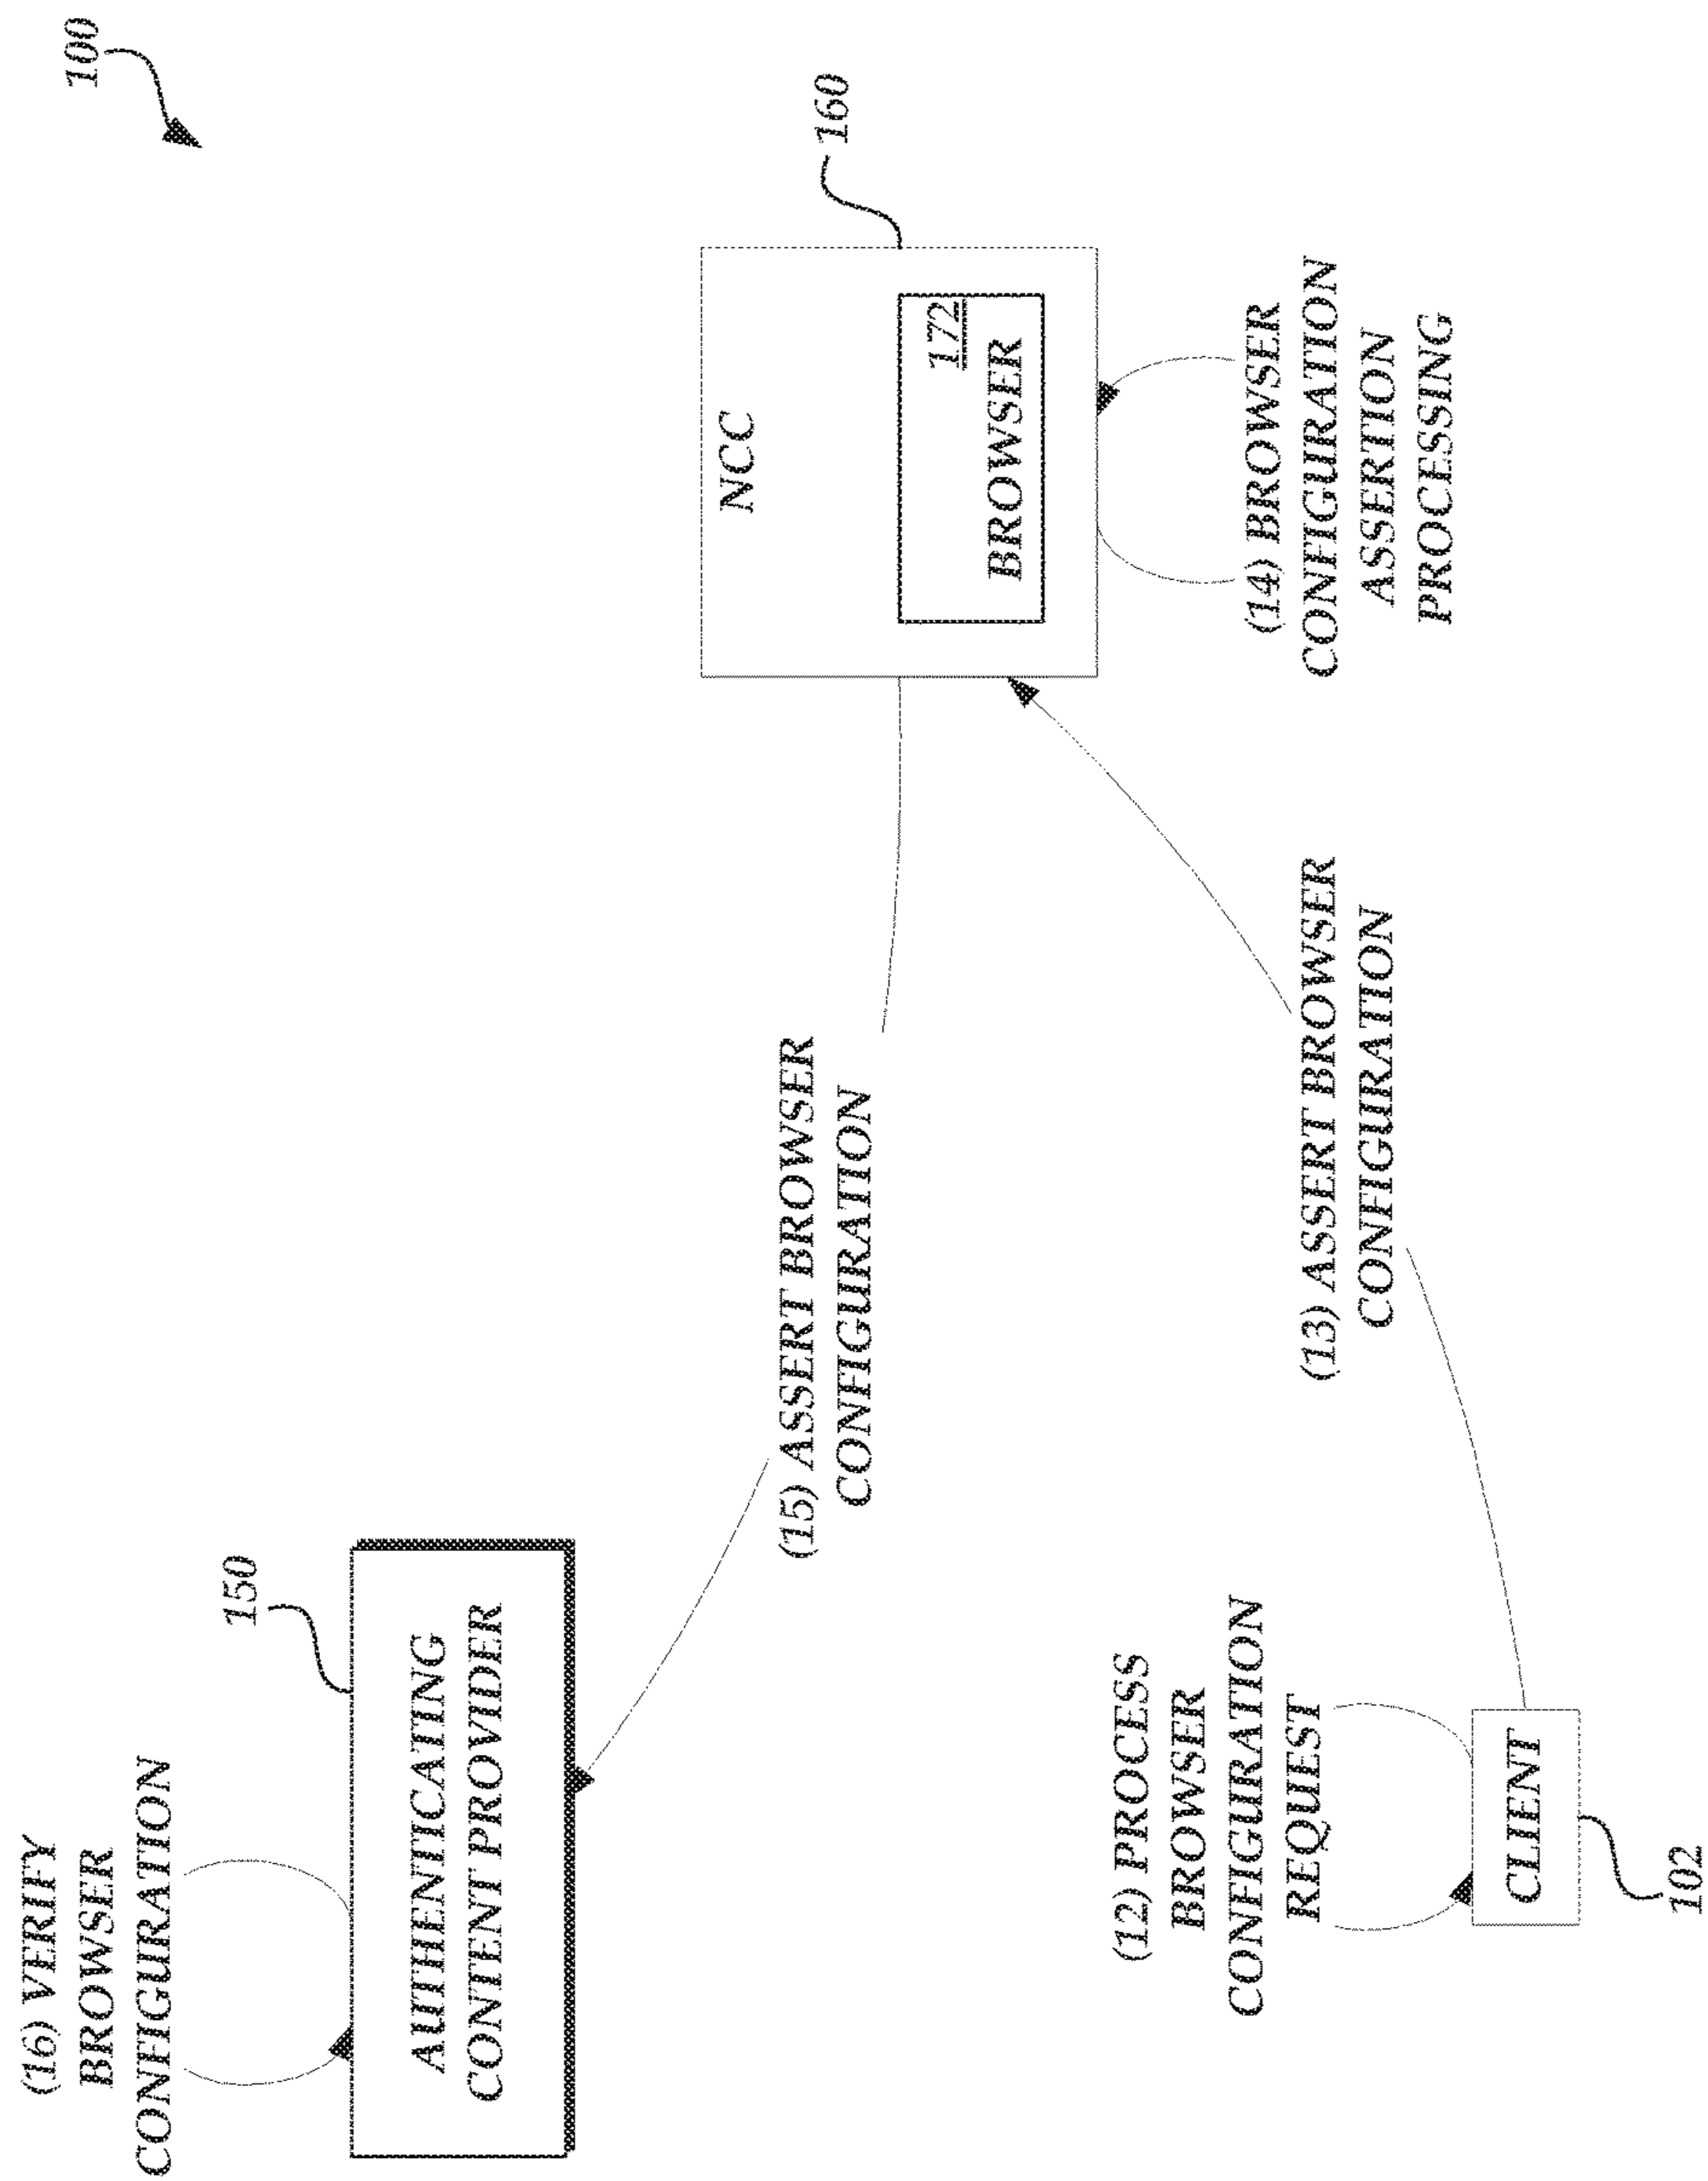 100
(16) VERIFY
BROWSER
CONFIGURATION
150
AUTHENTICATING
CONTENT PROVIDER
(15) ASSERT BROWSER
CONFIGURATION
160
NCC
172
BROWSER
(14) BROWSER
CONFIGURATION
ASSERTION
PROCESSING
(12) PROCESS
BROWSER
CONFIGURATION
REQUEST
(13) ASSERT BROWSER
CONFIGURATION
CLIENT
102